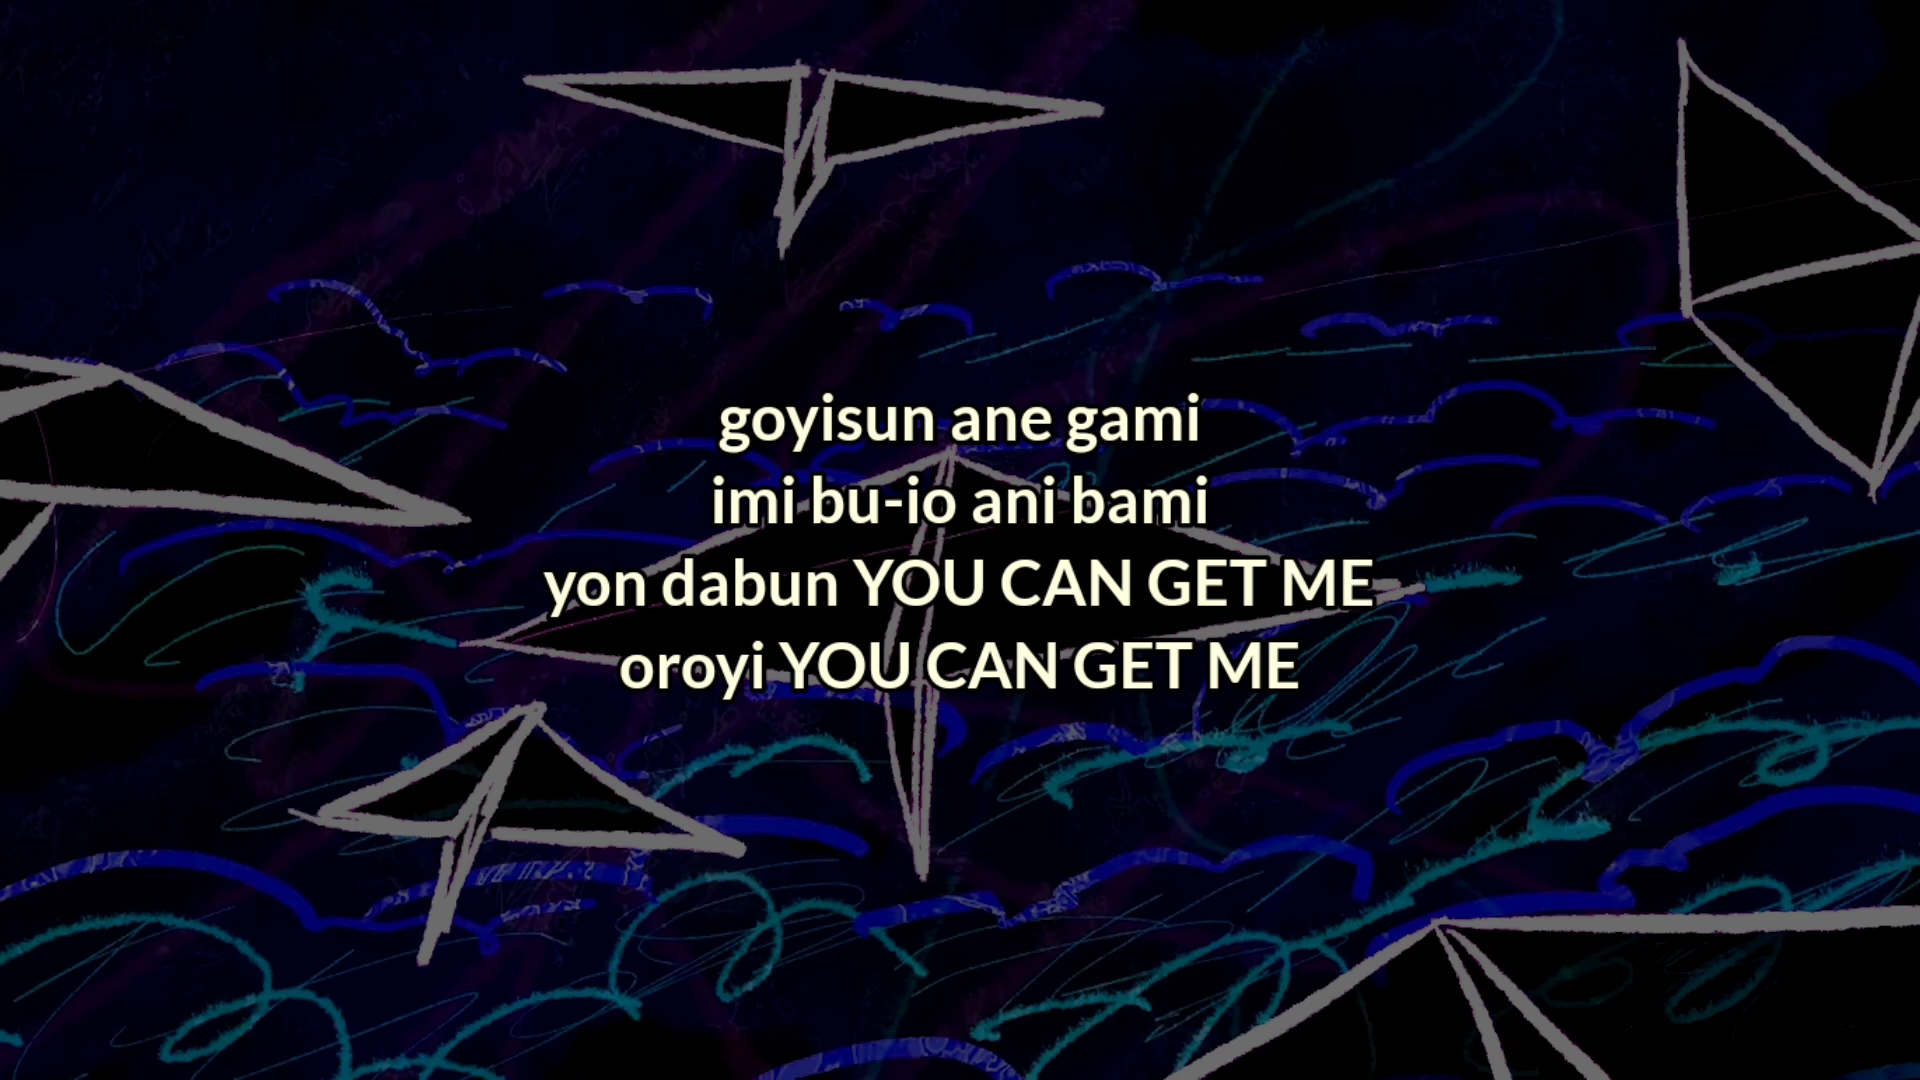 goyisun ane gami
imi bu-io ani bami
yon dabun YOU CAN GET ME
oroyi YOU CAN GET ME